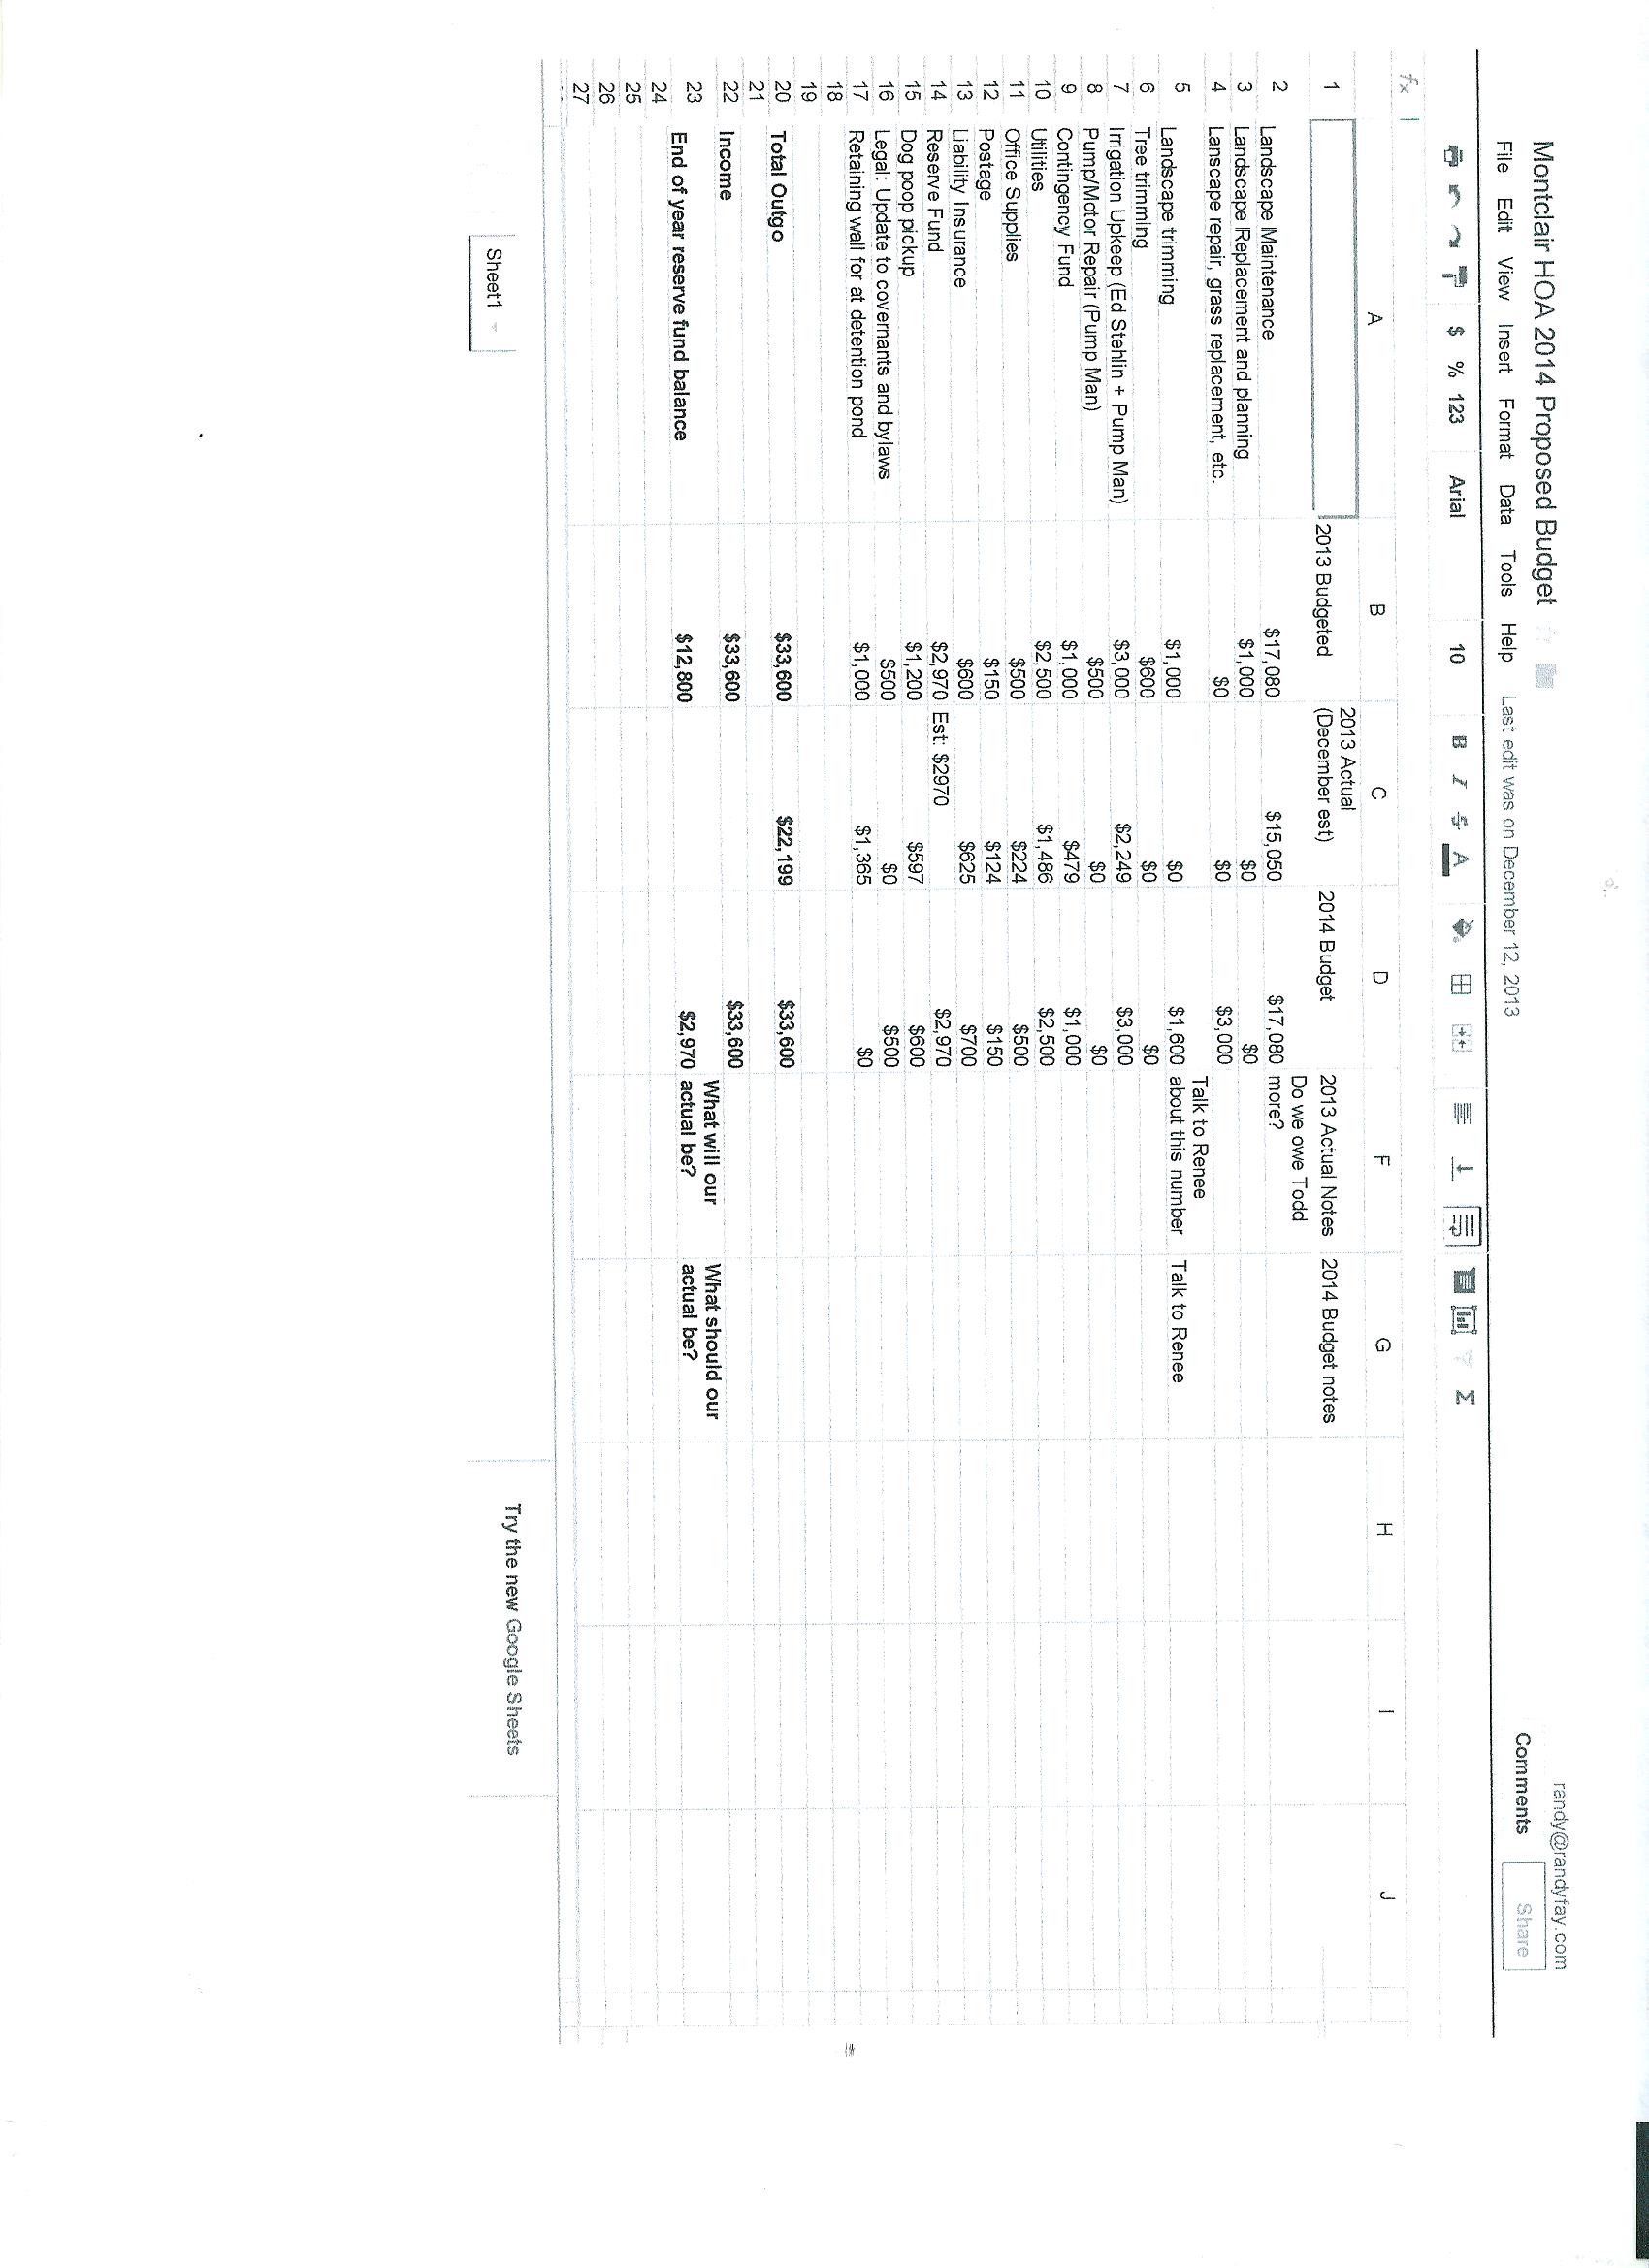 randy@randyfay.com
Montclair HOA 2014 Proposed Budget
Comments Share
File Edit View Insert Format Data Tools Help Last edit was on December 12, 2013
$ % 123 Arial 10 B I S A Σ
fx
A B C D F G H I J
1 2013 Budgeted 2013 Actual (December est) 2014 Budget 2013 Actual Notes 2014 Budget notes
2 Landscape Maintenance $17,080 $15,050 $17,080 Do we owe Todd more?
3 Landscape Replacement and planning $1,000 $0 $0
4 Lanscape repair, grass replacement, etc. $0 $0 $3,000
5 Landscape trimming $1,000 $0 $1,600 Talk to Renee about this number Talk to Renee
6 Tree trimming $600 $0 $0
7 Irrigation Upkeep (Ed Stehlin + Pump Man) $3,000 $2,249 $3,000
8 Pump/Motor Repair (Pump Man) $500 $0 $0
9 Contingency Fund $1,000 $479 $1,000
10 Utilities $2,500 $1,486 $2,500
11 Office Supplies $500 $224 $500
12 Postage $150 $124 $150
13 Liability Insurance $600 $625 $700
14 Reserve Fund $2,970 Est: $2970 $2,970
15 Dog poop pickup $1,200 $597 $600
16 Legal: Update to covernants and bylaws $500 $0 $500
17 Retaining wall for at detention pond $1,000 $1,365 $0
18
19
20 Total Outgo $33,600 $22,199 $33,600
21
22 Income $33,600 $33,600
23 End of year reserve fund balance $12,800 $2,970 What will our actual be? What should our actual be?
24
25
26
27
Sheet1
Try the new Google Sheets